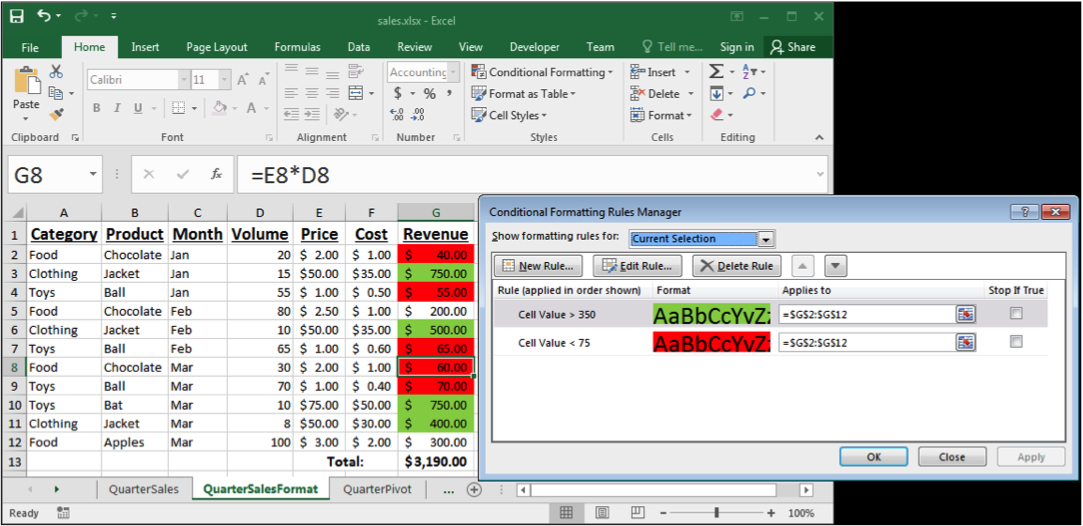 sales.xlsx - Excel
File Home Insert Page Layout Formulas Data Review View Developer Team Tell me... Sign in Share
Paste
Calibri 11
B I U A
Accounting
$ % ,
Conditional Formatting
Format as Table
Cell Styles
Insert
Delete
Format
Clipboard Font Alignment Number Styles Cells Editing
G8 fx =E8*D8
A B C D E F G
1 Category Product Month Volume Price Cost Revenue
2 Food Chocolate Jan 20 $ 2.00 $ 1.00 $ 40.00
3 Clothing Jacket Jan 15 $50.00 $35.00 $ 750.00
4 Toys Ball Jan 55 $ 1.00 $ 0.50 $ 55.00
5 Food Chocolate Feb 80 $ 2.50 $ 1.00 $ 200.00
6 Clothing Jacket Feb 10 $50.00 $35.00 $ 500.00
7 Toys Ball Feb 65 $ 1.00 $ 0.60 $ 65.00
8 Food Chocolate Mar 30 $ 2.00 $ 1.00 $ 60.00
9 Toys Ball Mar 70 $ 1.00 $ 0.40 $ 70.00
10 Toys Bat Mar 10 $75.00 $50.00 $ 750.00
11 Clothing Jacket Mar 8 $50.00 $30.00 $ 400.00
12 Food Apples Mar 100 $ 3.00 $ 2.00 $ 300.00
13 Total: $3,190.00
QuarterSales QuarterSalesFormat QuarterPivot ...
Ready 100%
Conditional Formatting Rules Manager
Show formatting rules for: Current Selection
New Rule... Edit Rule... Delete Rule
Rule (applied in order shown) Format Applies to Stop If True
Cell Value > 350 AaBbCcYvZz =$G$2:$G$12
Cell Value < 75 AaBbCcYvZz =$G$2:$G$12
OK Close Apply